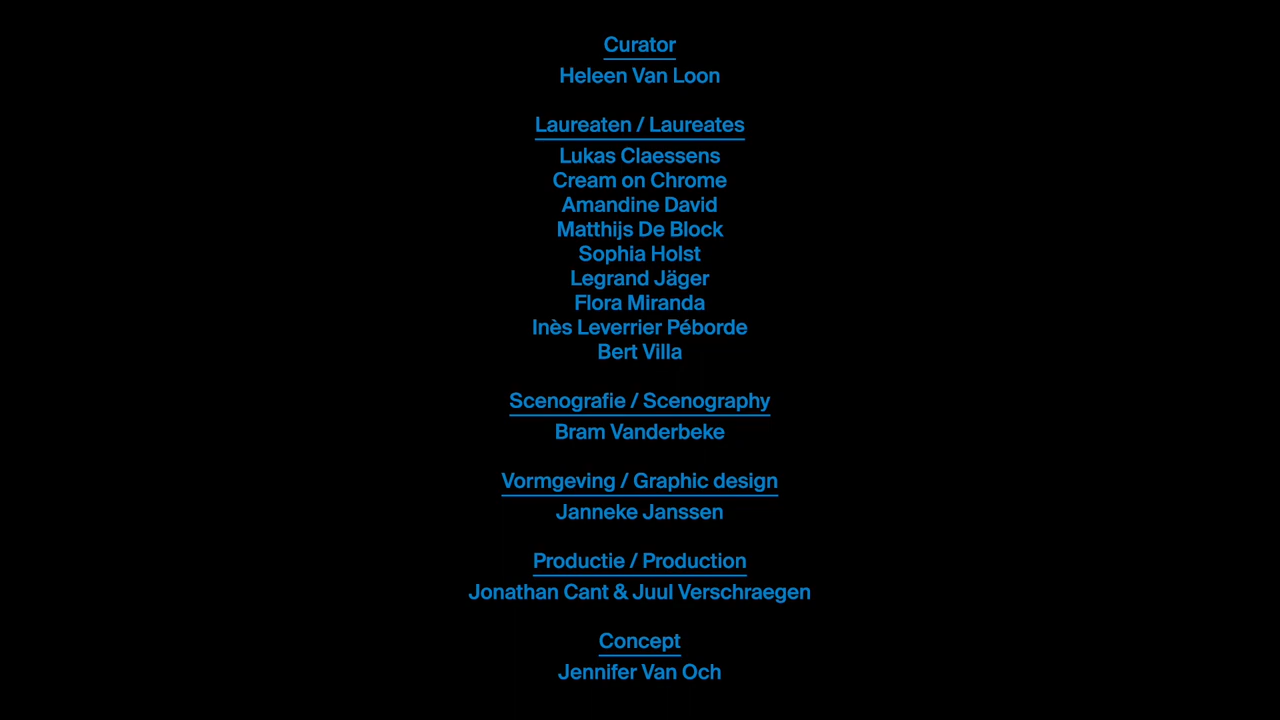 Curator
Heleen Van Loon
Laureaten / Laureates
Lukas Claessens
Cream on Chrome
Amandine David
Matthijs De Block
Sophia Holst
Legrand Jäger
Flora Miranda
Inès Leverrier Péborde
Bert Villa
Scenografie / Scenography
Bram Vanderbeke
Vormgeving / Graphic design
Janneke Janssen
Productie / Production
Jonathan Cant & Juul Verschraegen
Concept
Jennifer Van Och